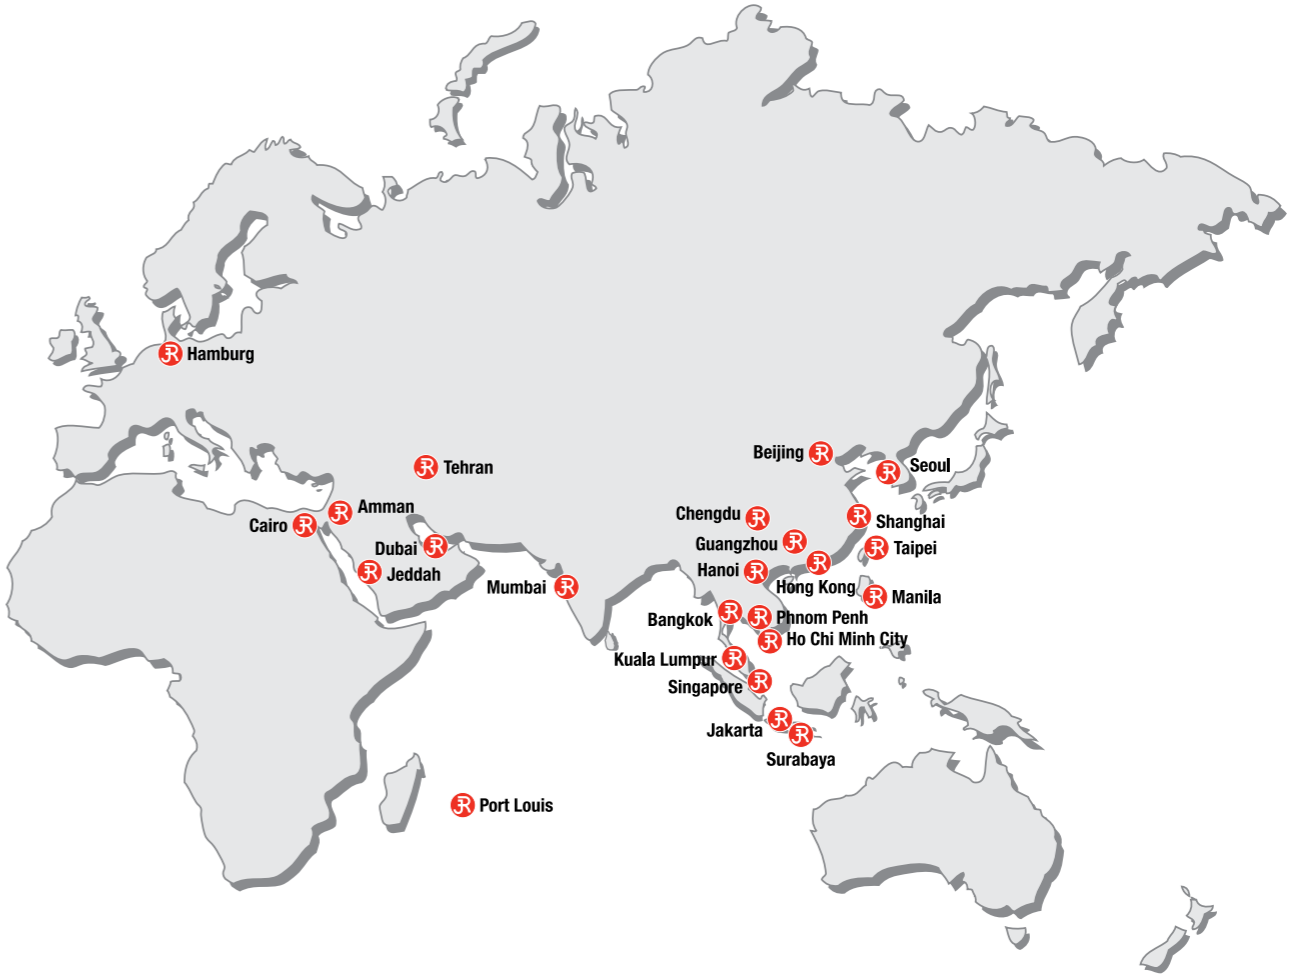 Hamburg
Beijing
Seoul
Tehran
Amman
Chengdu
Shanghai
Cairo
Guangzhou
Taipei
Dubai
Hanoi
Jeddah
Mumbai
Hong Kong
Manila
Bangkok
Phnom Penh
Ho Chi Minh City
Kuala Lumpur
Singapore
Jakarta
Surabaya
Port Louis